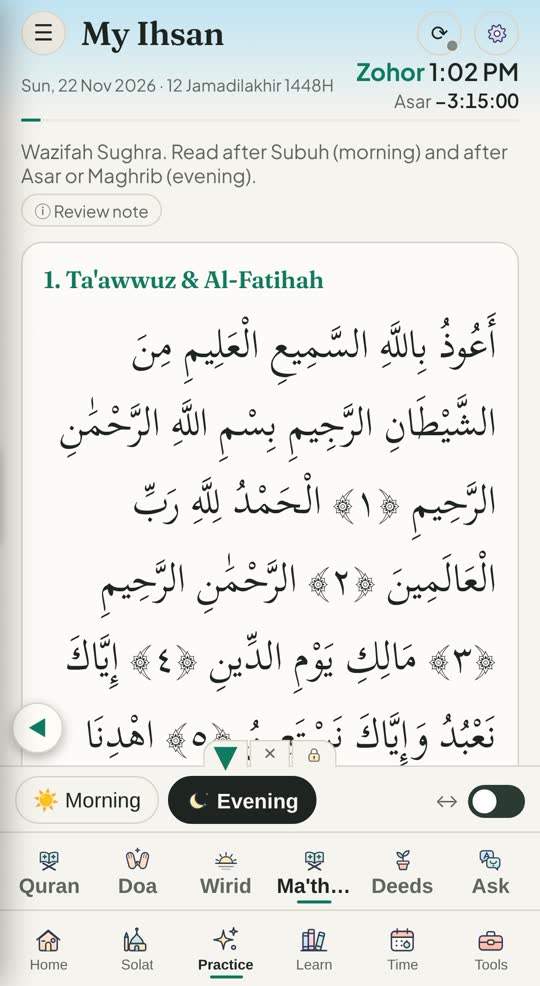 My Ihsan
Sun, 22 Nov 2026 · 12 Jamadilakhir 1448H
Zohor 1:02 PM
Asar −3:15:00
Wazifah Sughra. Read after Subuh (morning) and after
Asar or Maghrib (evening).
ⓘ Review note
1. Ta'awwuz & Al-Fatihah
أَعُوذُ بِاللَّهِ السَّمِيعِ الْعَلِيمِ مِنَ
الشَّيْطَانِ الرَّجِيمِ بِسْمِ اللَّهِ الرَّحْمَٰنِ
الرَّحِيمِ ﴿١﴾ الْحَمْدُ لِلَّهِ رَبِّ
الْعَالَمِينَ ﴿٢﴾ الرَّحْمَٰنِ الرَّحِيمِ
﴿٣﴾ مَالِكِ يَوْمِ الدِّينِ ﴿٤﴾ إِيَّاكَ
نَعْبُدُ وَإِيَّاكَ ﴿٥﴾ اهْدِنَا
Morning
Evening
Quran
Doa
Wirid
Ma'th...
Deeds
Ask
Home
Solat
Practice
Learn
Time
Tools